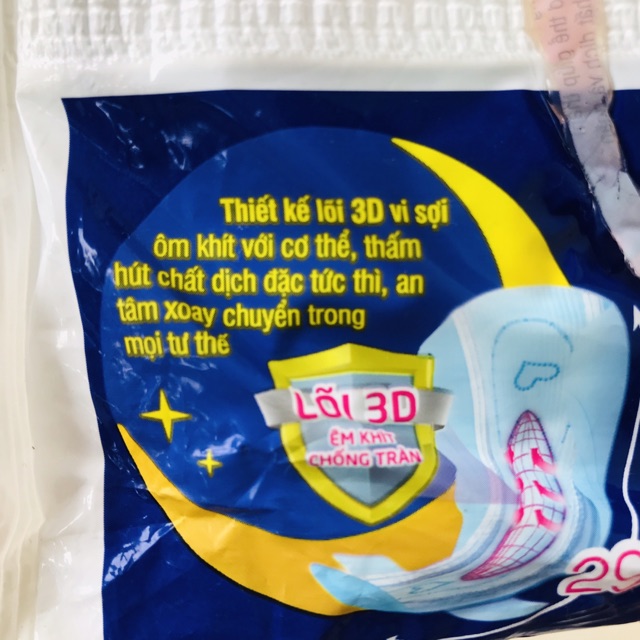 Thiết kế lõi 3D vi sợi
ôm khít với cơ thể, thấm
hút chất dịch đặc tức thì, an
tâm xoay chuyển trong
mọi tư thế
LÕI 3D
ÊM KHÍT
CHỐNG TRÀN
29